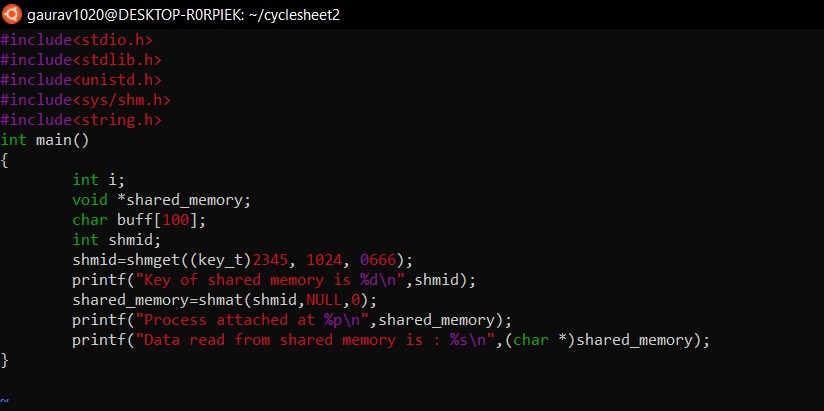 gaurav1020@DESKTOP-R0RPIEK: ~/cyclesheet2
#include<stdio.h>
#include<stdlib.h>
#include<unistd.h>
#include<sys/shm.h>
#include<string.h>
int main()
{
        int i;
        void *shared_memory;
        char buff[100];
        int shmid;
        shmid=shmget((key_t)2345, 1024, 0666);
        printf("Key of shared memory is %d\n",shmid);
        shared_memory=shmat(shmid,NULL,0);
        printf("Process attached at %p\n",shared_memory);
        printf("Data read from shared memory is : %s\n",(char *)shared_memory);
}
~